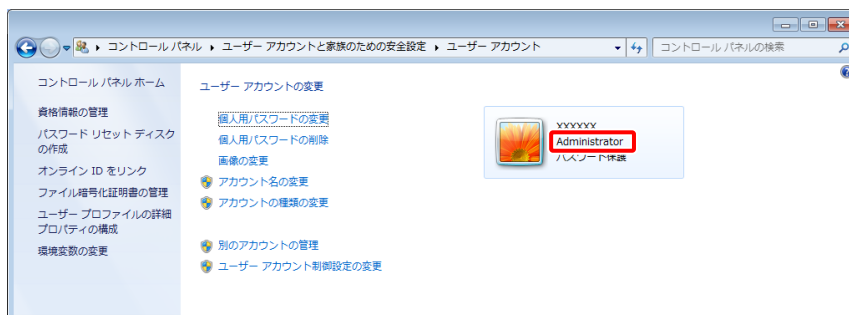 コントロール パネル ▸ ユーザー アカウントと家族のための安全設定 ▸ ユーザー アカウント
コントロール パネルの検索
コントロール パネル ホーム
資格情報の管理
パスワード リセット ディスク
の作成
オンライン ID をリンク
ファイル暗号化証明書の管理
ユーザー プロファイルの詳細
プロパティの構成
環境変数の変更
ユーザー アカウントの変更
個人用パスワードの変更
個人用パスワードの削除
画像の変更
アカウント名の変更
アカウントの種類の変更
別のアカウントの管理
ユーザー アカウント制御設定の変更
xxxxxx
Administrator
パスワード保護